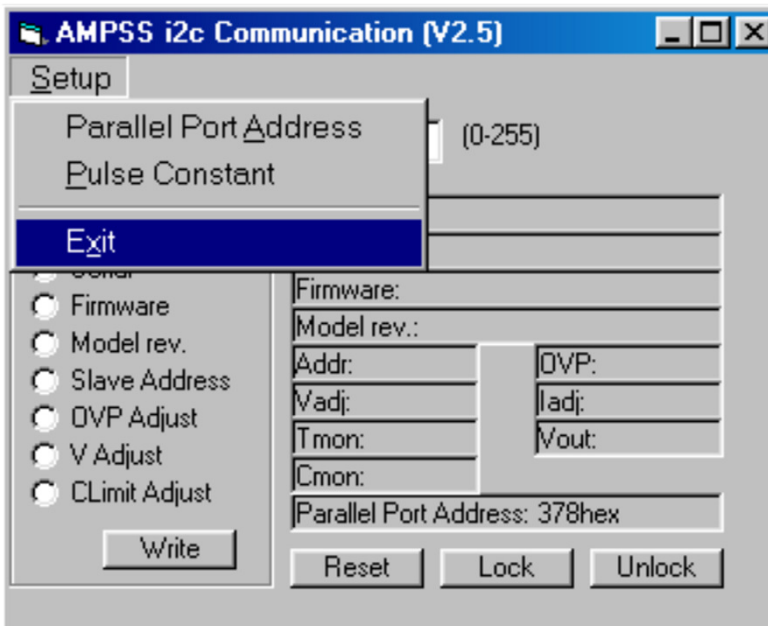 AMPSS i2c Communication (V2.5)
Setup
Parallel Port Address
(0-255)
Pulse Constant
Exit
Firmware
Model rev.
Slave Address
OVP Adjust
V Adjust
CLimit Adjust
Write
Firmware:
Model rev.:
Addr: OVP:
Vadj: Iadj:
Tmon: Vout:
Cmon:
Parallel Port Address: 378hex
Reset Lock Unlock